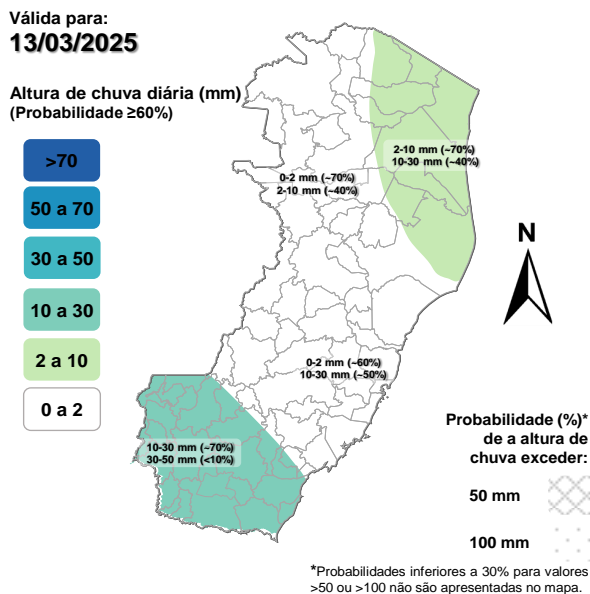 Válida para:
13/03/2025
Altura de chuva diária (mm)
(Probabilidade ≥60%)
>70
50 a 70
30 a 50
10 a 30
2 a 10
0 a 2
2-10 mm (~70%)
10-30 mm (~40%)
0-2 mm (~70%)
2-10 mm (~40%)
N
0-2 mm (~60%)
10-30 mm (~50%)
10-30 mm (~70%)
30-50 mm (<10%)
Probabilidade (%)*
de a altura de
chuva exceder:
50 mm
100 mm
*Probabilidades inferiores a 30% para valores
>50 ou >100 não são apresentadas no mapa.